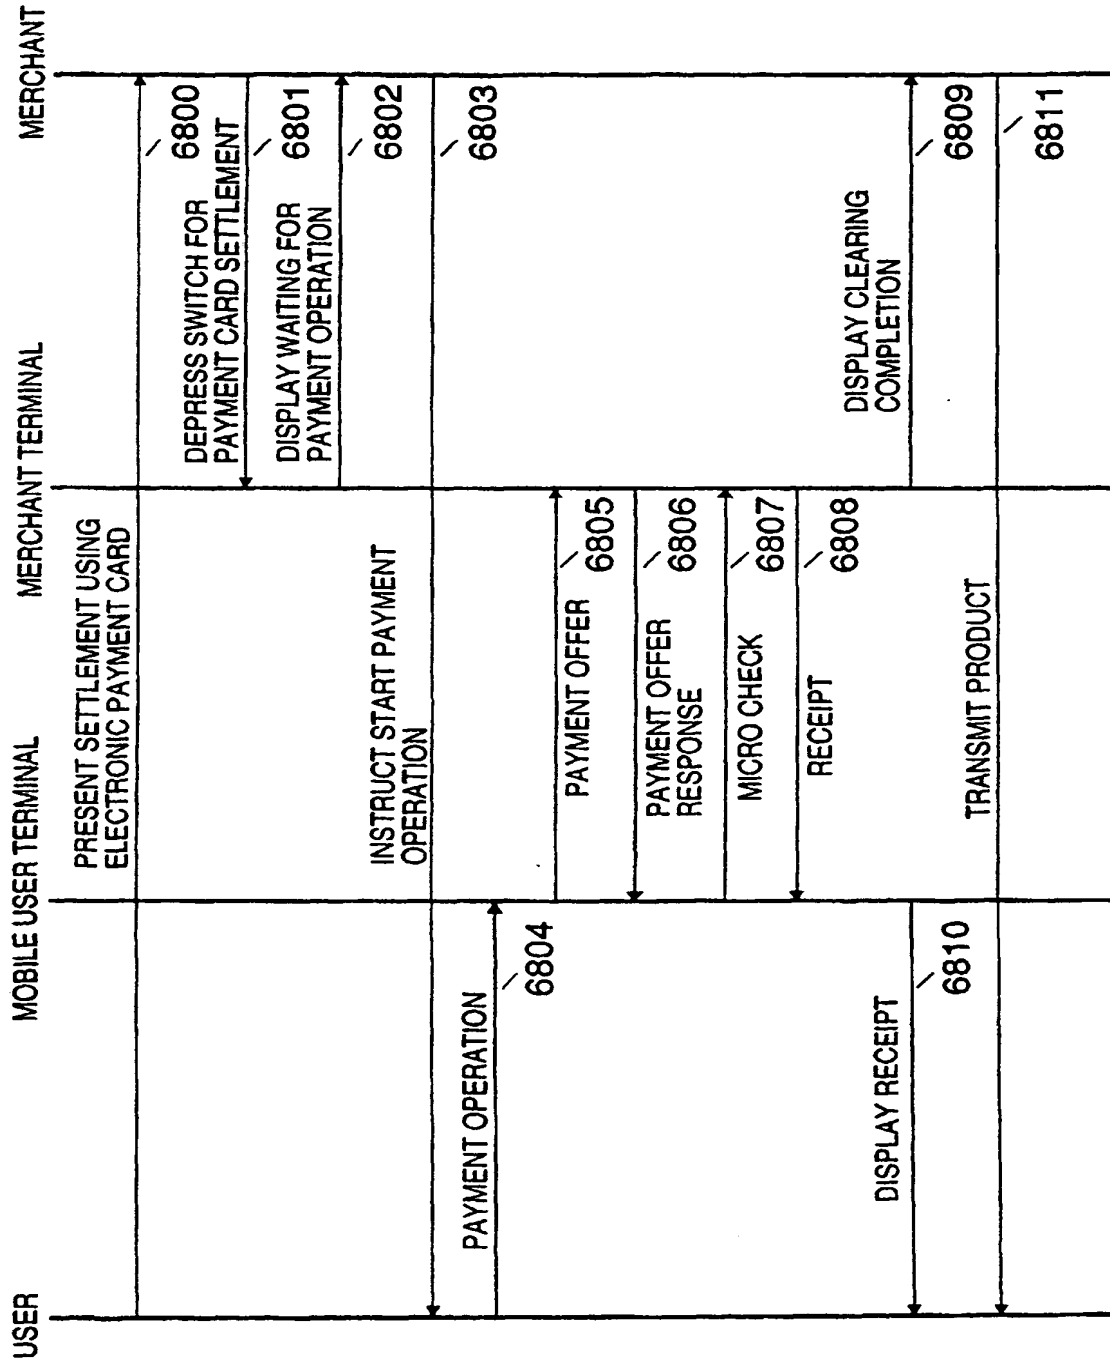 USER
MOBILE USER TERMINAL
MERCHANT TERMINAL
MERCHANT
PRESENT SETTLEMENT USING
ELECTRONIC PAYMENT CARD
6800
DEPRESS SWITCH FOR
PAYMENT CARD SETTLEMENT
6801
DISPLAY WAITING FOR
PAYMENT OPERATION
6802
INSTRUCT START PAYMENT
OPERATION
6803
PAYMENT OPERATION
6804
PAYMENT OFFER
6805
PAYMENT OFFER
RESPONSE
6806
MICRO CHECK
6807
RECEIPT
6808
DISPLAY CLEARING
COMPLETION
6809
DISPLAY RECEIPT
6810
TRANSMIT PRODUCT
6811